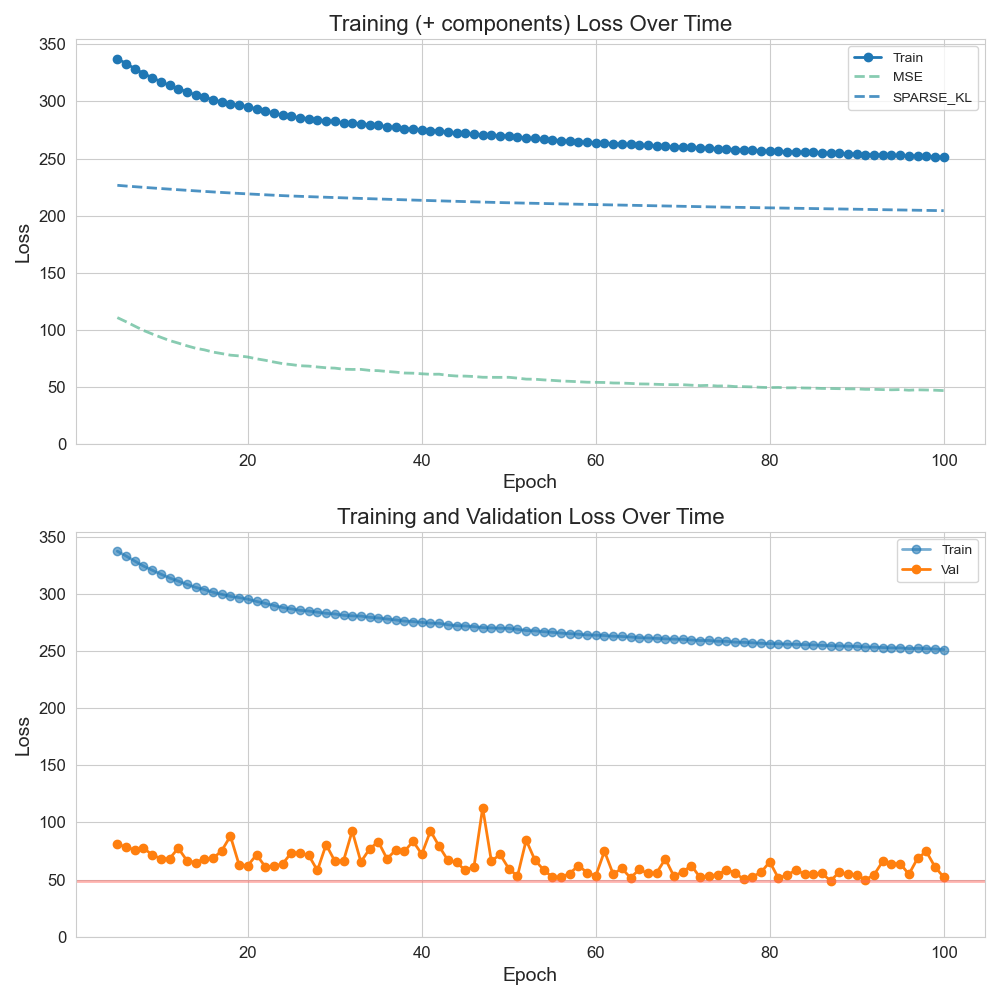 Training (+ components) Loss Over Time
350
300
250
200
150
100
50
0
Loss
Train
MSE
SPARSE_KL
20
40
60
80
100
Epoch
Training and Validation Loss Over Time
350
300
250
200
150
100
50
0
Loss
Train
Val
20
40
60
80
100
Epoch